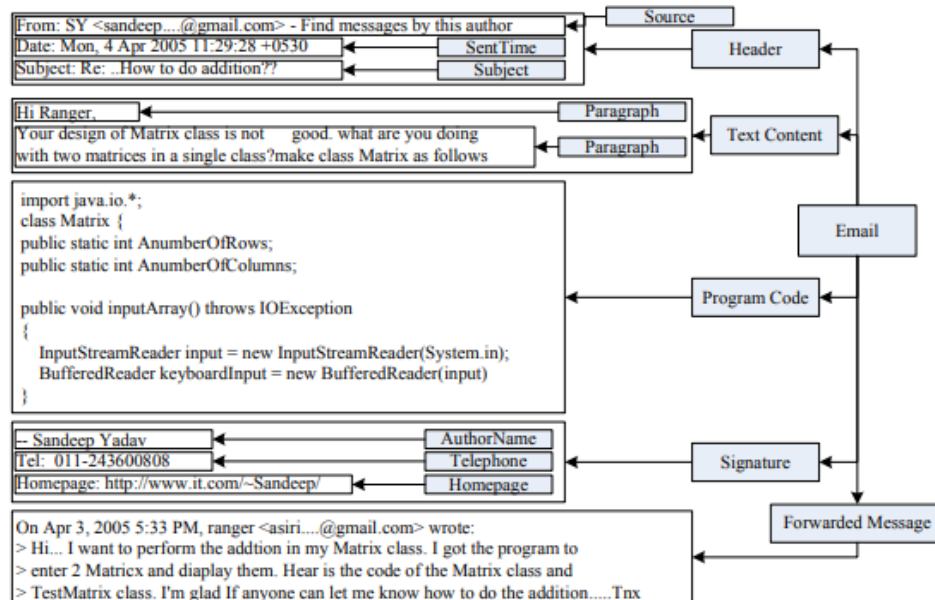 Source
From: SY <sandeep....@gmail.com> - Find messages by this author
Date: Mon, 4 Apr 2005 11:29:28 +0530
SentTime
Header
Subject: Re: ..How to do addition??
Subject
Hi Ranger,
Paragraph
Your design of Matrix class is not good. what are you doing
with two matrices in a single class?make class Matrix as follows
Paragraph
Text Content
import java.io.*;
class Matrix {
public static int AnumberOfRows;
public static int AnumberOfColumns;
public void inputArray() throws IOException
{
InputStreamReader input = new InputStreamReader(System.in);
BufferedReader keyboardInput = new BufferedReader(input)
}
Email
Program Code
-- Sandeep Yadav
AuthorName
Tel: 011-243600808
Telephone
Signature
Homepage: http://www.it.com/~Sandeep/
Homepage
Forwarded Message
On Apr 3, 2005 5:33 PM, ranger <asiri....@gmail.com> wrote:
> Hi... I want to perform the addtion in my Matrix class. I got the program to
> enter 2 Matricx and diaplay them. Hear is the code of the Matrix class and
> TestMatrix class. I'm glad If anyone can let me know how to do the addition.....Tnx